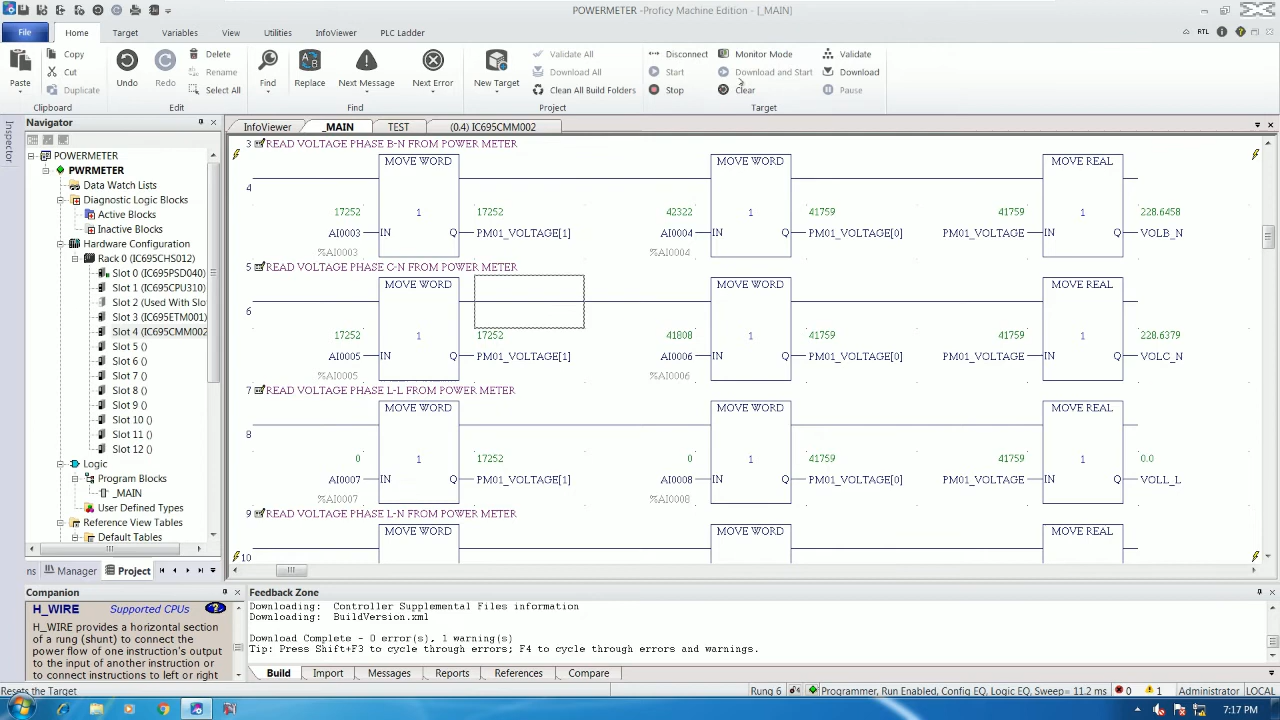 POWERMETER -Proficy Machine Edition - [_MAIN]
File Home Target Variables View Utilities InfoViewer PLC Ladder RTL
Paste Copy Cut Duplicate Undo Redo Delete Rename Select All Find Replace Next Message Next Error New Target Validate All Download All Clean All Build Folders Disconnect Start Stop Monitor Mode Download and Start Clear Validate Download Pause
Clipboard Edit Find Project Target
Inspector
Navigator
POWERMETER
PWRMETER
Data Watch Lists
Diagnostic Logic Blocks
Active Blocks
Inactive Blocks
Hardware Configuration
Rack 0 (IC695CHS012)
Slot 0 (IC695PSD040)
Slot 1 (IC695CPU310)
Slot 2 (Used With Slo
Slot 3 (IC695ETM001)
Slot 4 (IC695CMM002
Slot 5 ()
Slot 6 ()
Slot 7 ()
Slot 8 ()
Slot 9 ()
Slot 10 ()
Slot 11 ()
Slot 12 ()
Logic
Program Blocks
_MAIN
User Defined Types
Reference View Tables
Default Tables
ns Manager Project
InfoViewer _MAIN TEST (0.4) IC695CMM002
3 READ VOLTAGE PHASE B-N FROM POWER METER
MOVE WORD MOVE WORD MOVE REAL
4
17252 1 17252 42322 1 41759 41759 1 228.6458
AI0003 IN Q PM01_VOLTAGE[1] AI0004 IN Q PM01_VOLTAGE[0] PM01_VOLTAGE IN Q VOLB_N
%AI0003 %AI0004
5 READ VOLTAGE PHASE C-N FROM POWER METER
MOVE WORD MOVE WORD MOVE REAL
6
17252 1 17252 41808 1 41759 41759 1 228.6379
AI0005 IN Q PM01_VOLTAGE[1] AI0006 IN Q PM01_VOLTAGE[0] PM01_VOLTAGE IN Q VOLC_N
%AI0005 %AI0006
7 READ VOLTAGE PHASE L-L FROM POWER METER
MOVE WORD MOVE WORD MOVE REAL
8
0 1 17252 0 1 41759 41759 1 0.0
AI0007 IN Q PM01_VOLTAGE[1] AI0008 IN Q PM01_VOLTAGE[0] PM01_VOLTAGE IN Q VOLL_L
%AI0007 %AI0008
9 READ VOLTAGE PHASE L-N FROM POWER METER
MOVE WORD MOVE WORD MOVE REAL
10
Companion
H_WIRE Supported CPUs
H_WIRE provides a horizontal section
of a rung (shunt) to connect the
power flow of one instruction's output
to the input of another instruction or
to connect instructions to left or right
Feedback Zone
Downloading: Controller Supplemental Files information
Downloading: BuildVersion.xml
Download Complete - 0 error(s), 1 warning(s)
Tip: Press Shift+F3 to cycle through errors; F4 to cycle through errors and warnings.
Build Import Messages Reports References Compare
Resets the Target Rung 6 Programmer, Run Enabled, Config EQ, Logic EQ, Sweep= 11.2 ms 0 1 Administrator LOCAL
7:17 PM